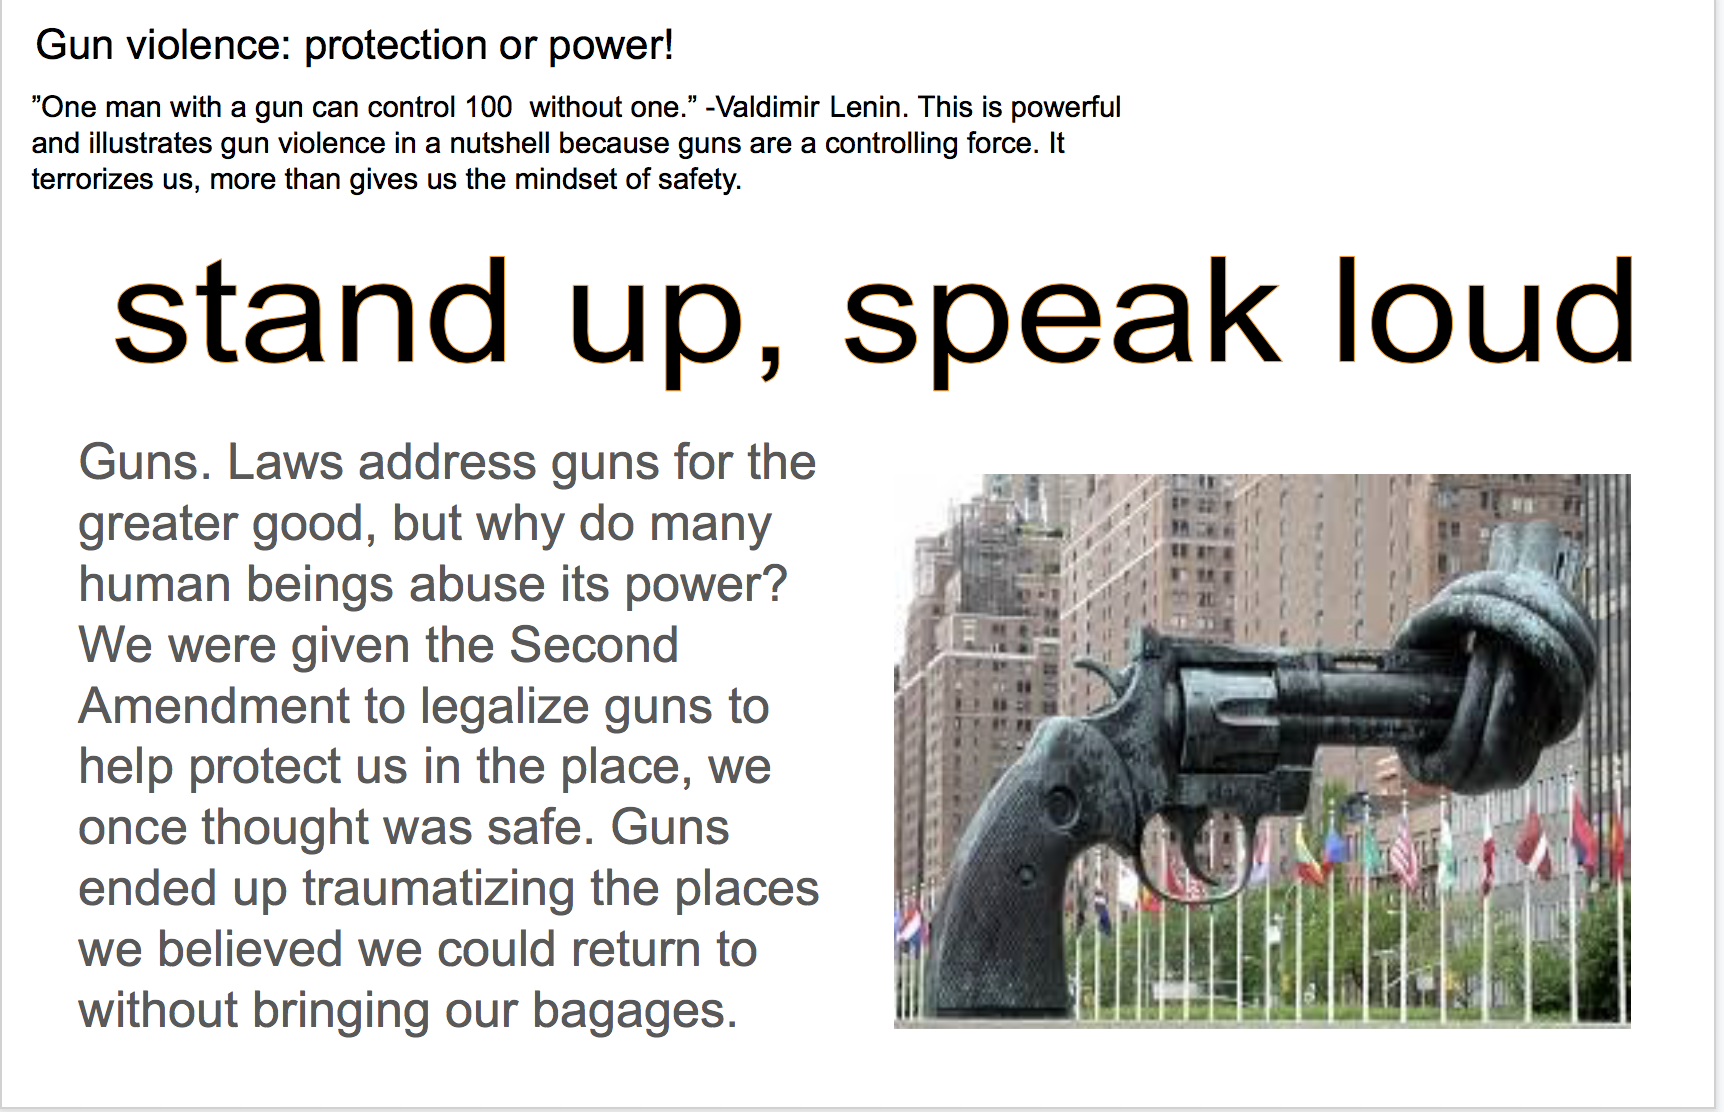 Gun violence: protection or power!
”One man with a gun can control 100  without one.” -Valdimir Lenin. This is powerful
and illustrates gun violence in a nutshell because guns are a controlling force. It
terrorizes us, more than gives us the mindset of safety.
stand up, speak loud
Guns. Laws address guns for the
greater good, but why do many
human beings abuse its power?
We were given the Second
Amendment to legalize guns to
help protect us in the place, we
once thought was safe. Guns
ended up traumatizing the places
we believed we could return to
without bringing our bagages.